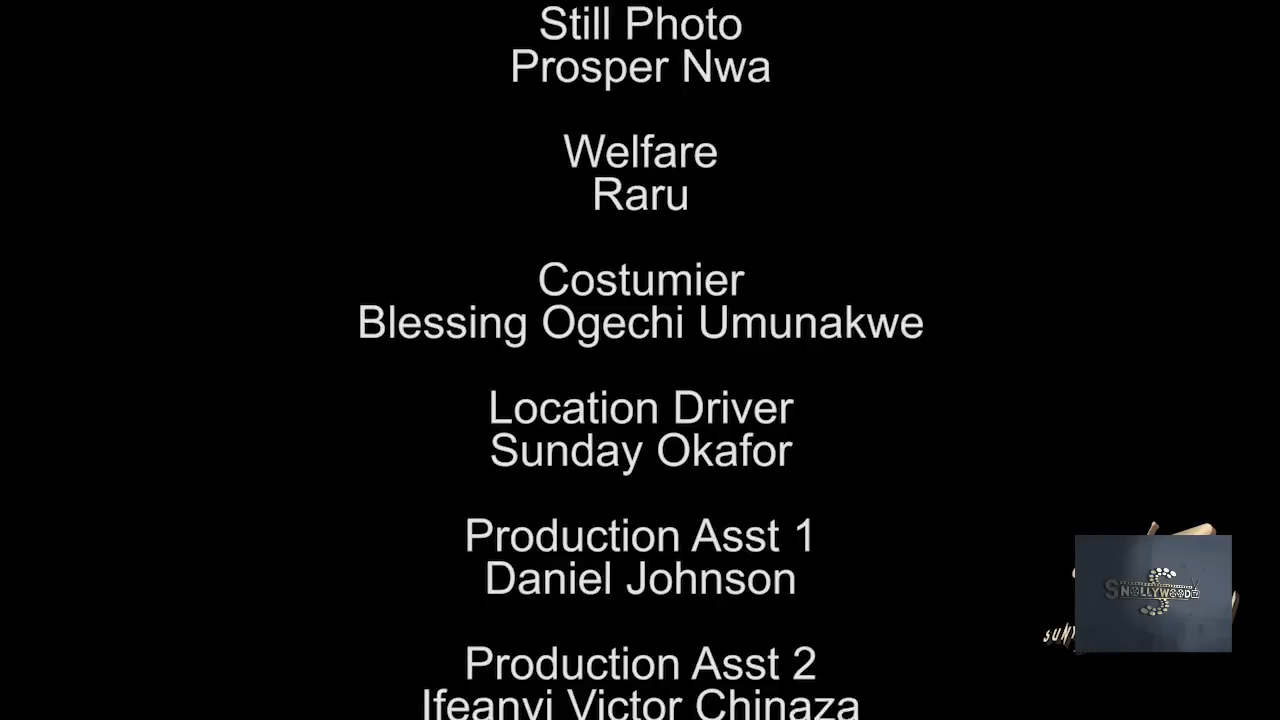 Still Photo
Prosper Nwa
Welfare
Raru
Costumier
Blessing Ogechi Umunakwe
Location Driver
Sunday Okafor
Production Asst 1
Daniel Johnson
Production Asst 2
Ifeanyi Victor Chinaza
SNOLLYWOOD